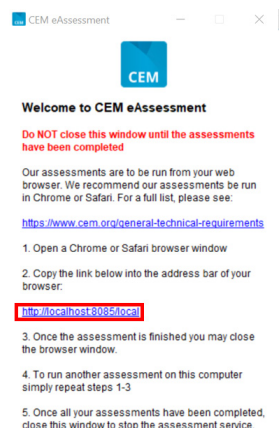 CEM eAssessment
CEM
Welcome to CEM eAssessment
Do NOT close this window until the assessments
have been completed
Our assessments are to be run from your web
browser. We recommend our assessments be run
in Chrome or Safari. For a full list, please see:
https://www.cem.org/general-technical-requirements
1. Open a Chrome or Safari browser window
2. Copy the link below into the address bar of your
browser:
http://localhost:8085/local
3. Once the assessment is finished you may close
the browser window.
4. To run another assessment on this computer
simply repeat steps 1-3
5. Once all your assessments have been completed,
close this window to stop the assessment service.